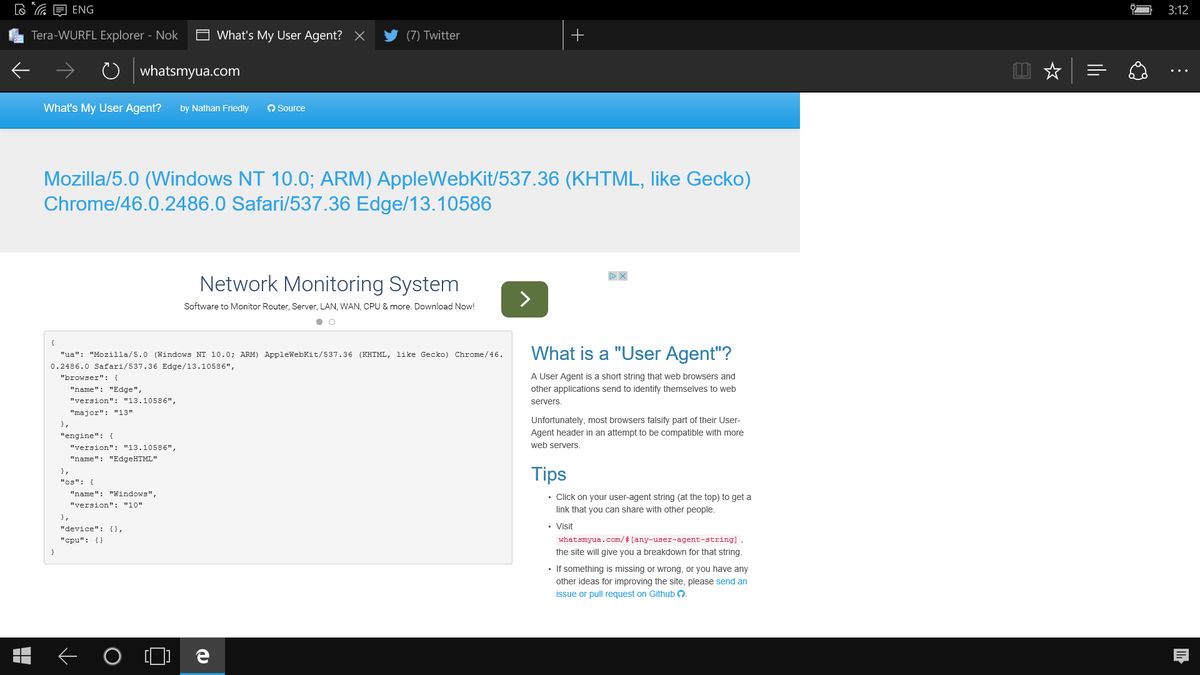 ENG
3:12
Tera-WURFL Explorer - Nok
What's My User Agent?
(7) Twitter
whatsmyua.com
What's My User Agent? by Nathan Friedly Source
Mozilla/5.0 (Windows NT 10.0; ARM) AppleWebKit/537.36 (KHTML, like Gecko)
Chrome/46.0.2486.0 Safari/537.36 Edge/13.10586
Network Monitoring System
Software to Monitor Router, Server, LAN, WAN, CPU & more. Download Now!
{
"ua": "Mozilla/5.0 (Windows NT 10.0; ARM) AppleWebKit/537.36 (KHTML, like Gecko) Chrome/46.
0.2486.0 Safari/537.36 Edge/13.10586",
"browser": {
"name": "Edge",
"version": "13.10586",
"major": "13"
},
"engine": {
"version": "13.10586",
"name": "EdgeHTML"
},
"os": {
"name": "Windows",
"version": "10"
},
"device": {},
"cpu": {}
}
What is a "User Agent"?
A User Agent is a short string that web browsers and
other applications send to identify themselves to web
servers.
Unfortunately, most browsers falsify part of their User-
Agent header in an attempt to be compatible with more
web servers.
Tips
• Click on your user-agent string (at the top) to get a
link that you can share with other people.
• Visit
whatsmyua.com/#[any-user-agent-string] ,
the site will give you a breakdown for that string.
• If something is missing or wrong, or you have any
other ideas for improving the site, please send an
issue or pull request on Github .